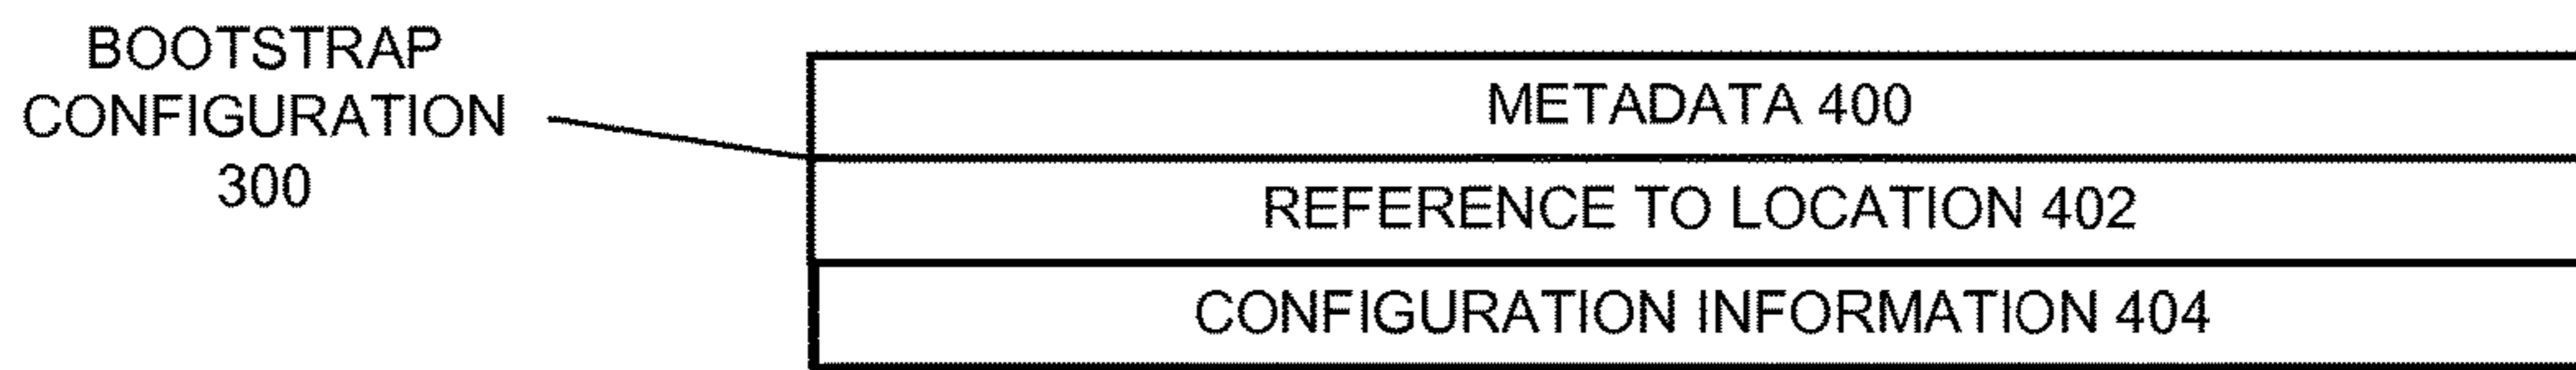 BOOTSTRAP
CONFIGURATION
300
METADATA 400
REFERENCE TO LOCATION 402
CONFIGURATION INFORMATION 404